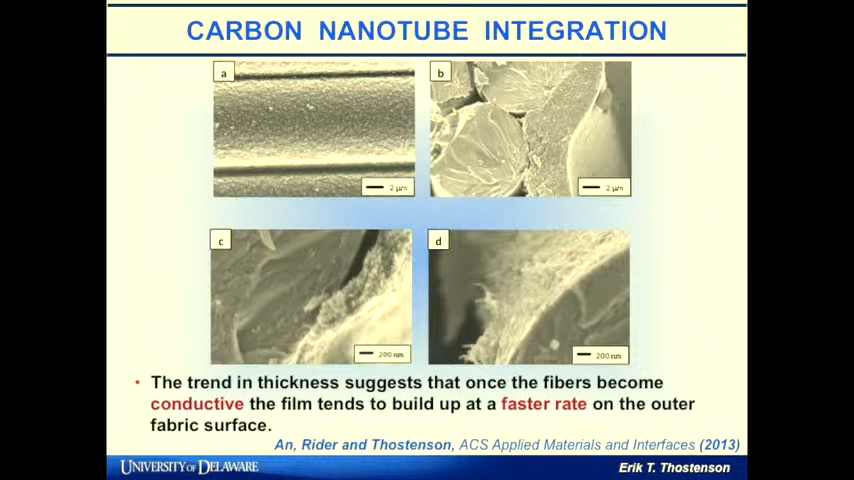 CARBON NANOTUBE INTEGRATION
a
b
2 µm
2 µm
c
d
200 nm
200 nm
• The trend in thickness suggests that once the fibers become
conductive the film tends to build up at a faster rate on the outer
fabric surface.
An, Rider and Thostenson, ACS Applied Materials and Interfaces (2013)
UNIVERSITY OF DELAWARE
Erik T. Thostenson